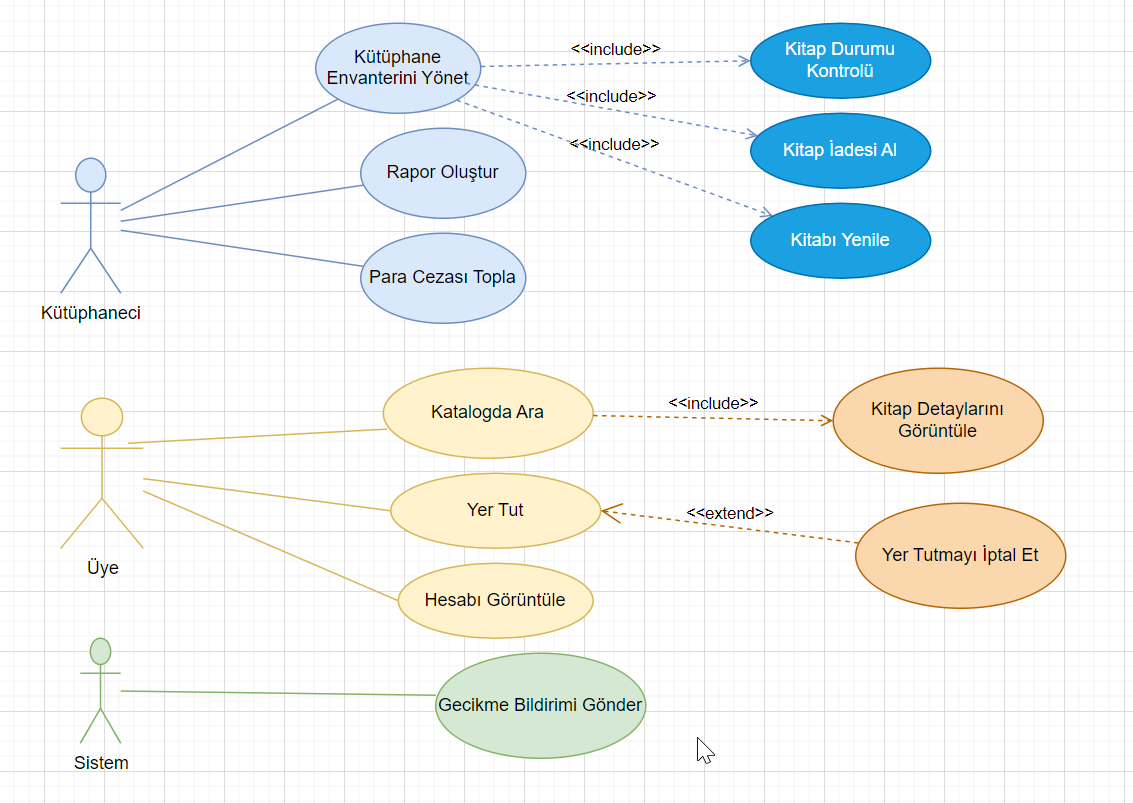 Kütüphane
Envanterini Yönet
<<include>>
Kitap Durumu
Kontrolü
<<include>>
Kitap İadesi Al
<<include>>
Rapor Oluştur
Kitabı Yenile
Para Cezası Topla
Kütüphaneci
Katalogda Ara
<<include>>
Kitap Detaylarını
Görüntüle
Yer Tut
<<extend>>
Yer Tutmayı İptal Et
Üye
Hesabı Görüntüle
Gecikme Bildirimi Gönder
Sistem